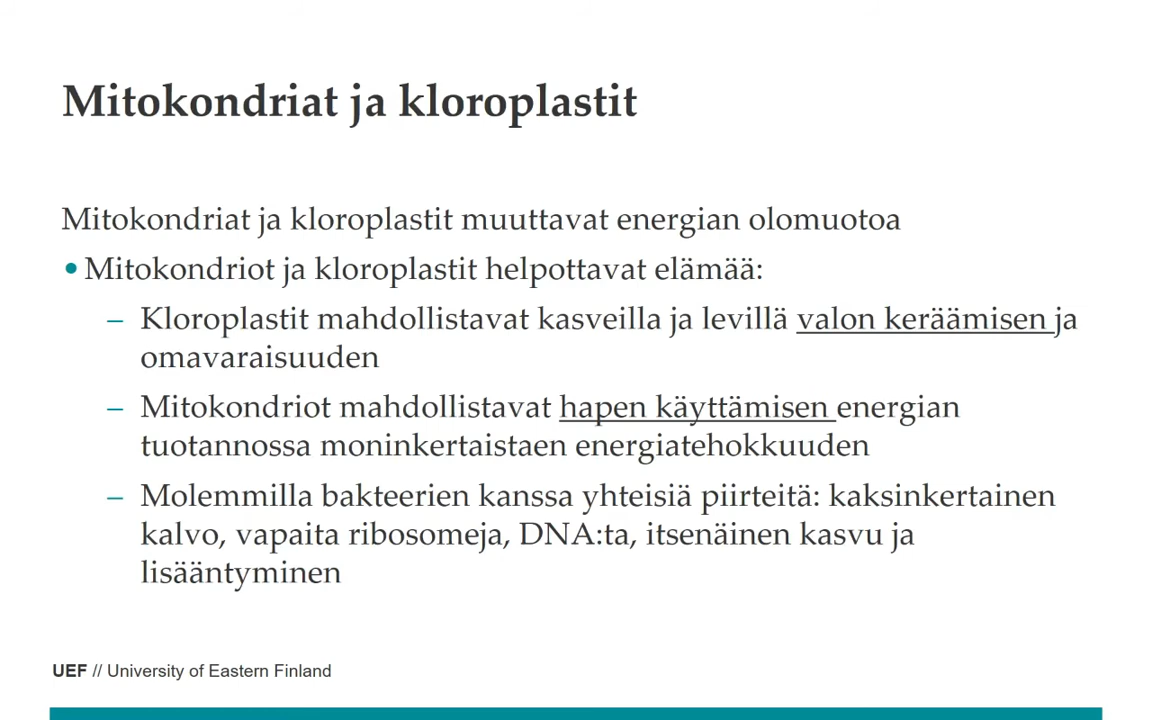 Mitokondriat ja kloroplastit
Mitokondriat ja kloroplastit muuttavat energian olomuotoa
• Mitokondriot ja kloroplastit helpottavat elämää:
– Kloroplastit mahdollistavat kasveilla ja levillä valon keräämisen ja
omavaraisuuden
– Mitokondriot mahdollistavat hapen käyttämisen energian
tuotannossa moninkertaistaen energiatehokkuuden
– Molemmilla bakteerien kanssa yhteisiä piirteitä: kaksinkertainen
kalvo, vapaita ribosomeja, DNA:ta, itsenäinen kasvu ja
lisääntyminen
UEF // University of Eastern Finland